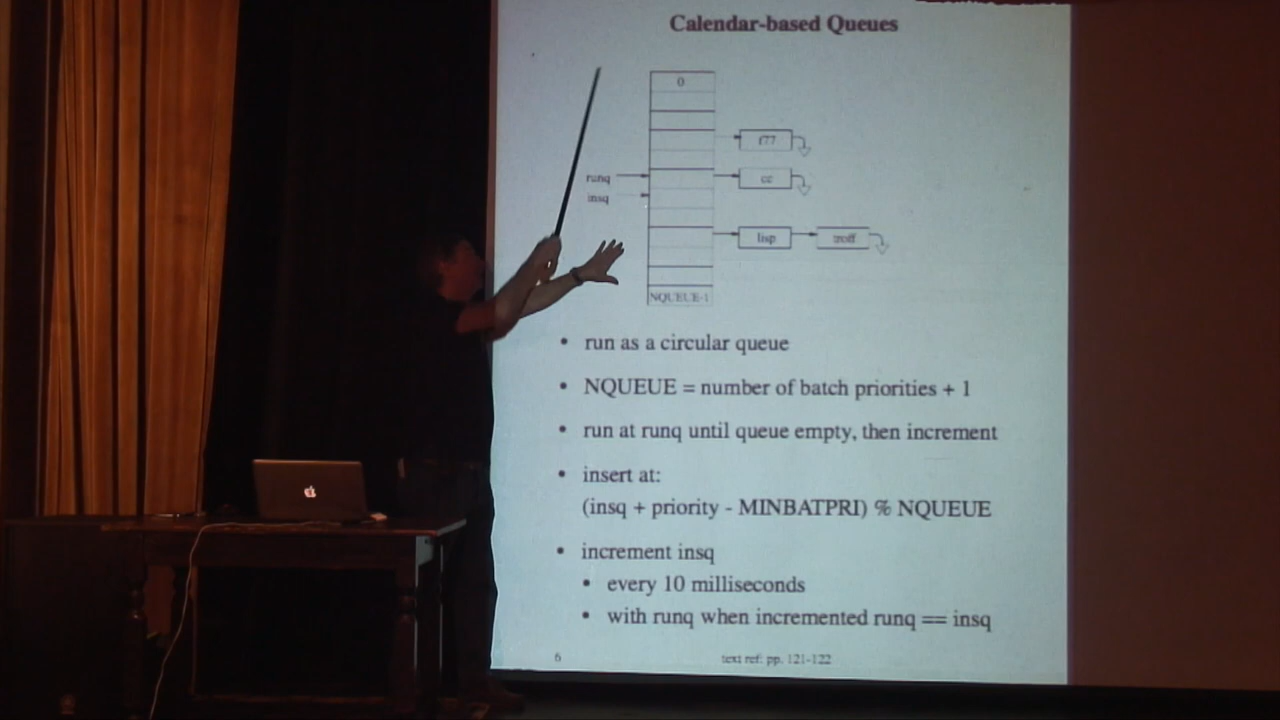 Calendar-based Queues
0
f77
runq
cc
insq
lisp
troff
NQUEUE-1
• run as a circular queue
• NQUEUE = number of batch priorities + 1
• run at runq until queue empty, then increment
• insert at:
(insq + priority - MINBATPRI) % NQUEUE
• increment insq
• every 10 milliseconds
• with runq when incremented runq == insq
6
text ref: pp. 121-122